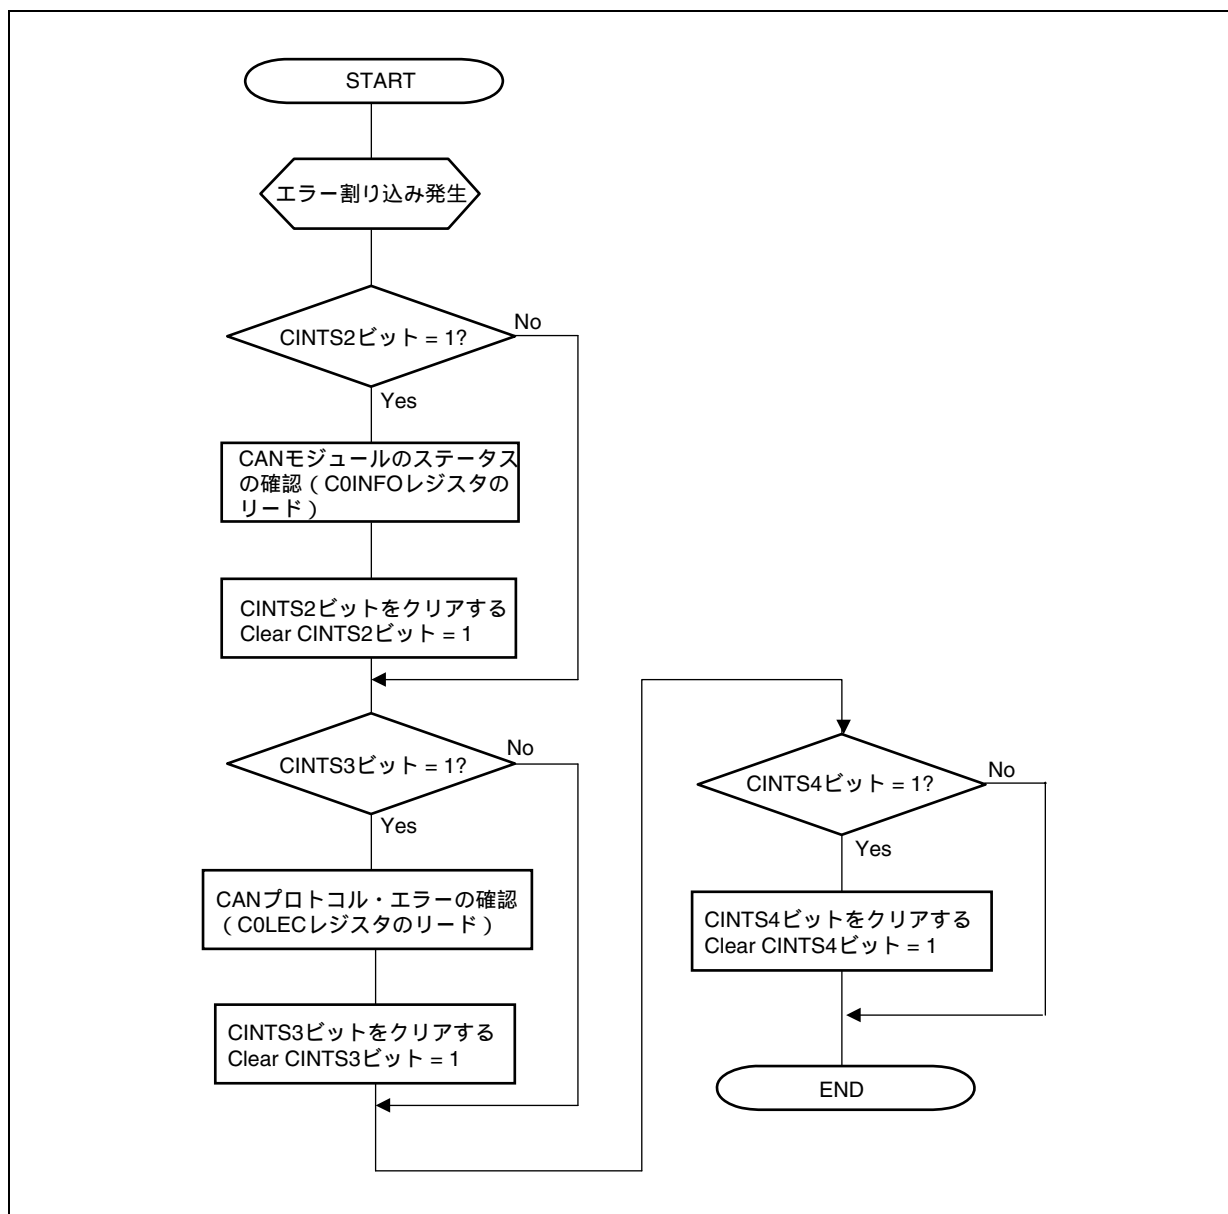 START
エラー割り込み発生
CINTS2ビット = 1?
No
Yes
CANモジュールのステータス
の確認（C0INFOレジスタの
リード）
CINTS2ビットをクリアする
Clear CINTS2ビット = 1
CINTS3ビット = 1?
No
Yes
CANプロトコル・エラーの確認
（C0LECレジスタのリード）
CINTS3ビットをクリアする
Clear CINTS3ビット = 1
CINTS4ビット = 1?
No
Yes
CINTS4ビットをクリアする
Clear CINTS4ビット = 1
END